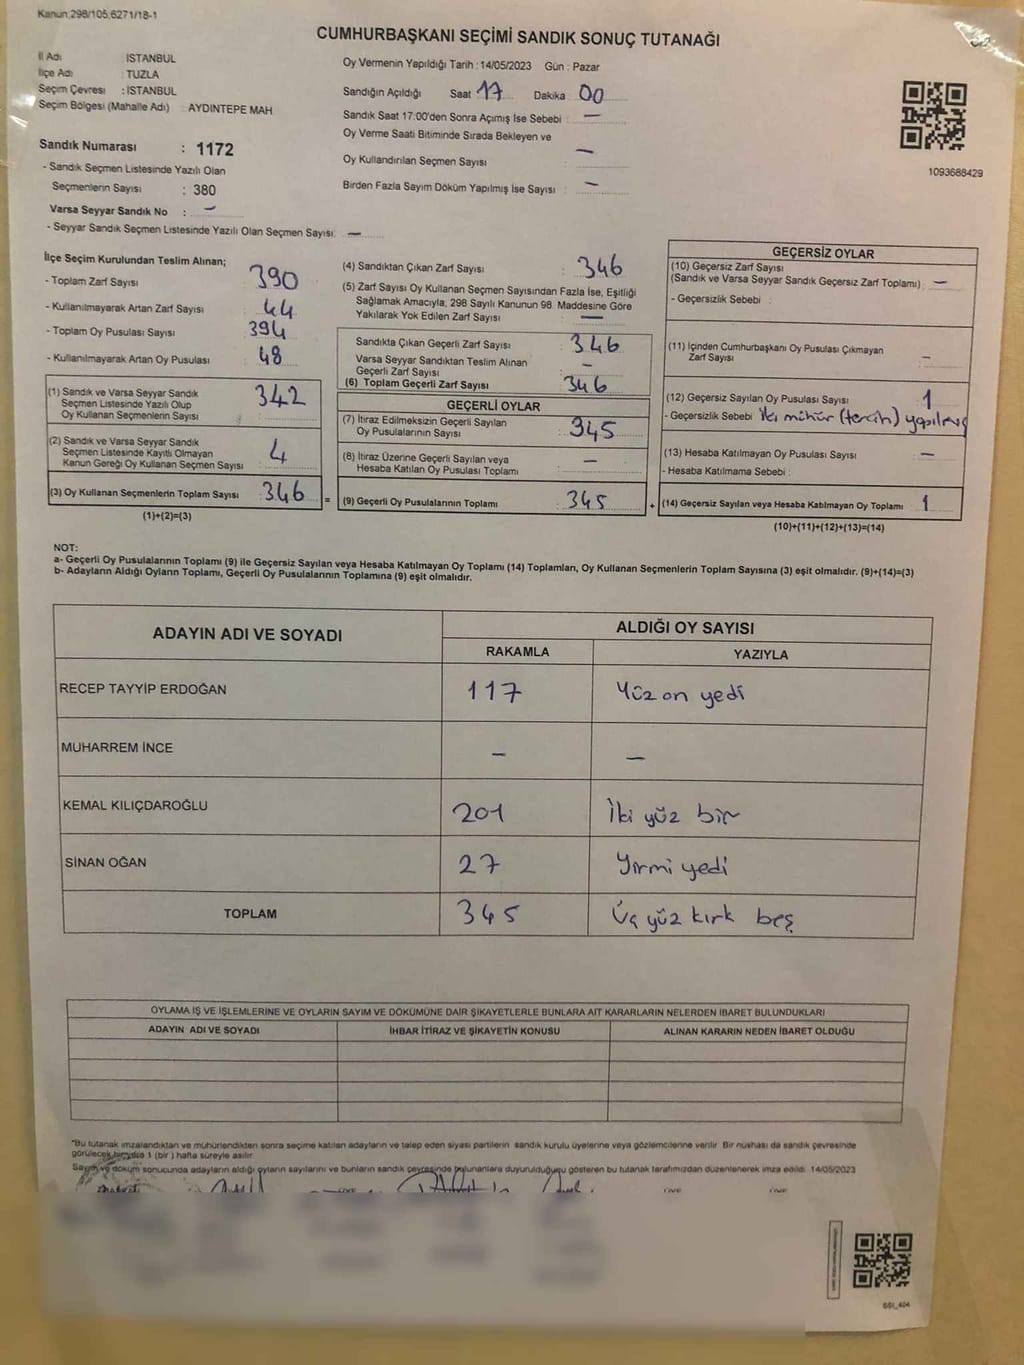 Kanun.298/105.6271/18-1
CUMHURBAŞKANI SEÇİMİ SANDIK SONUÇ TUTANAĞI
İl Adı İSTANBUL
İlçe Adı : TUZLA
Seçim Çevresi : İSTANBUL
Seçim Bölgesi (Mahalle Adı) : AYDINTEPE MAH
Sandık Numarası : 1172
- Sandık Seçmen Listesinde Yazılı Olan
Seçmenlerin Sayısı : 380
Varsa Seyyar Sandık No : –
- Seyyar Sandık Seçmen Listesinde Yazılı Olan Seçmen Sayısı: –
Oy Vermenin Yapıldığı Tarih : 14/05/2023 Gün : Pazar
Sandığın Açıldığı Saat 17 Dakika 00
Sandık Saat 17:00'den Sonra Açımış İse Sebebi : –
Oy Verme Saati Bitiminde Sırada Bekleyen ve
Oy Kullandırılan Seçmen Sayısı : –
Birden Fazla Sayım Döküm Yapılmış İse Sayısı : –
1093688429
İlçe Seçim Kurulundan Teslim Alınan;
- Toplam Zarf Sayısı : 390
- Kullanılmayarak Artan Zarf Sayısı : 44
- Toplam Oy Pusulası Sayısı : 394
- Kullanılmayarak Artan Oy Pusulası : 48
(1) Sandık ve Varsa Seyyar Sandık
Seçmen Listesinde Yazılı Olup
Oy Kullanan Seçmenlerin Sayısı : 342
(2) Sandık ve Varsa Seyyar Sandık
Seçmen Listesinde Kayıtlı Olmayan
Kanun Gereği Oy Kullanan Seçmen Sayısı : 4
(3) Oy Kullanan Seçmenlerin Toplam Sayısı : 346 =
(1)+(2)=(3)
(4) Sandıktan Çıkan Zarf Sayısı : 346
(5) Zarf Sayısı Oy Kullanan Seçmen Sayısından Fazla İse, Eşitliği
Sağlamak Amacıyla, 298 Sayılı Kanunun 98. Maddesine Göre
Yakılarak Yok Edilen Zarf Sayısı : –
Sandıkta Çıkan Geçerli Zarf Sayısı : 346
Varsa Seyyar Sandıktan Teslim Alınan
Geçerli Zarf Sayısı : –
(6) Toplam Geçerli Zarf Sayısı : 346
GEÇERLİ OYLAR
(7) İtiraz Edilmeksizin Geçerli Sayılan
Oy Pusulalarının Sayısı : 345
(8) İtiraz Üzerine Geçerli Sayılan veya
Hesaba Katılan Oy Pusulası Toplamı : –
(9) Geçerli Oy Pusulalarının Toplamı : 345 +
GEÇERSİZ OYLAR
(10) Geçersiz Zarf Sayısı
(Sandık ve Varsa Seyyar Sandık Geçersiz Zarf Toplamı) : –
- Geçersizlik Sebebi :
(11) İçinden Cumhurbaşkanı Oy Pusulası Çıkmayan
Zarf Sayısı : –
(12) Geçersiz Sayılan Oy Pusulası Sayısı : 1
- Geçersizlik Sebebi : İki mühür (tercih) yapılmış
(13) Hesaba Katılmayan Oy Pusulası Sayısı : –
- Hesaba Katılmama Sebebi :
(14) Geçersiz Sayılan veya Hesaba Katılmayan Oy Toplamı : 1
(10)+(11)+(12)+(13)=(14)
NOT:
a- Geçerli Oy Pusulalarının Toplamı (9) ile Geçersiz Sayılan veya Hesaba Katılmayan Oy Toplamı (14) Toplamları, Oy Kullanan Seçmenlerin Toplam Sayısına (3) eşit olmalıdır. (9)+(14)=(3)
b- Adayların Aldığı Oyların Toplamı, Geçerli Oy Pusulalarının Toplamına (9) eşit olmalıdır.
ADAYIN ADI VE SOYADI ALDIĞI OY SAYISI
RAKAMLA YAZIYLA
RECEP TAYYİP ERDOĞAN 117 Yüz on yedi
MUHARREM İNCE – –
KEMAL KILIÇDAROĞLU 201 İki yüz bir
SİNAN OĞAN 27 Yirmi yedi
TOPLAM 345 Üç yüz kırk beş
OYLAMA İŞ VE İŞLEMLERİNE VE OYLARIN SAYIM VE DÖKÜMÜNE DAİR ŞİKAYETLERLE BUNLARA AİT KARARLARIN NELERDEN İBARET BULUNDUKLARI
ADAYIN ADI VE SOYADI İHBAR İTİRAZ VE ŞİKAYETİN KONUSU ALINAN KARARIN NEDEN İBARET OLDUĞU
*Bu tutanak imzalandıktan ve mühürlendikten sonra seçime katılan adayların ve talep eden siyasi partilerin sandık kurulu üyelerine veya gözlemcilerine verilir. Bir nüshası da sandık çevresinde
görülecek bir yere 1 (bir) hafta süreyle asılır.
Sayım ve döküm sonucunda adayların aldığı oyların sayılarını ve bunların sandık çevresinde bulunanlara duyurulduğunu gösteren bu tutanak tarafımızdan düzenlenerek imza edildi. 14/05/2023